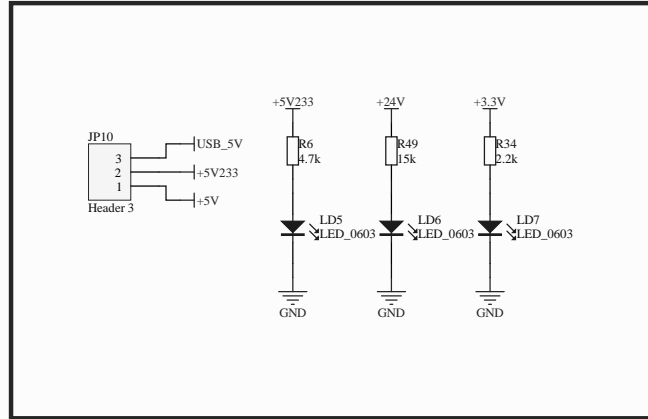 JP10
3
2
1
Header 3
USB_5V
+5V233
+5V
+5V233
R6
4.7k
LD5
LED_0603
GND
+24V
R49
15k
LD6
LED_0603
GND
+3.3V
R34
2.2k
LD7
LED_0603
GND